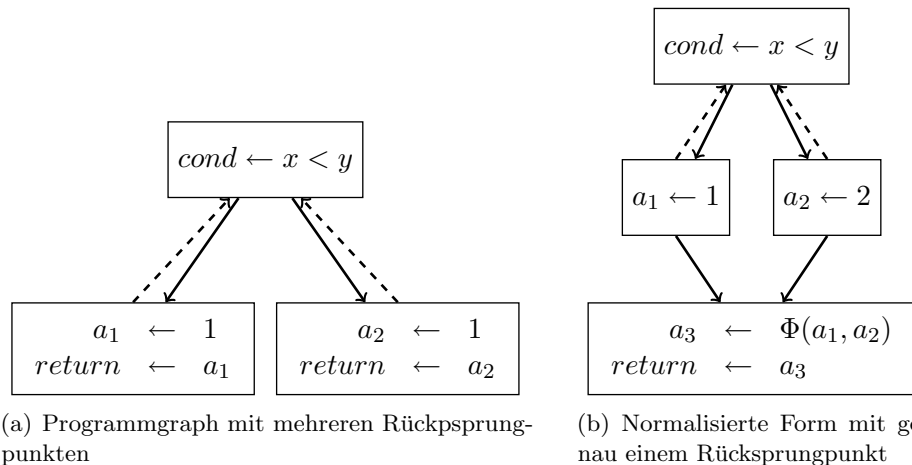 cond ← x < y
cond ← x < y
a₁ ← 1
a₂ ← 2
a₁ ← 1
return ← a₁
a₂ ← 1
return ← a₂
a₃ ← Φ(a₁, a₂)
return ← a₃
(a) Programmgraph mit mehreren Rückpsprung-
punkten
(b) Normalisierte Form mit ge
nau einem Rücksprungpunkt